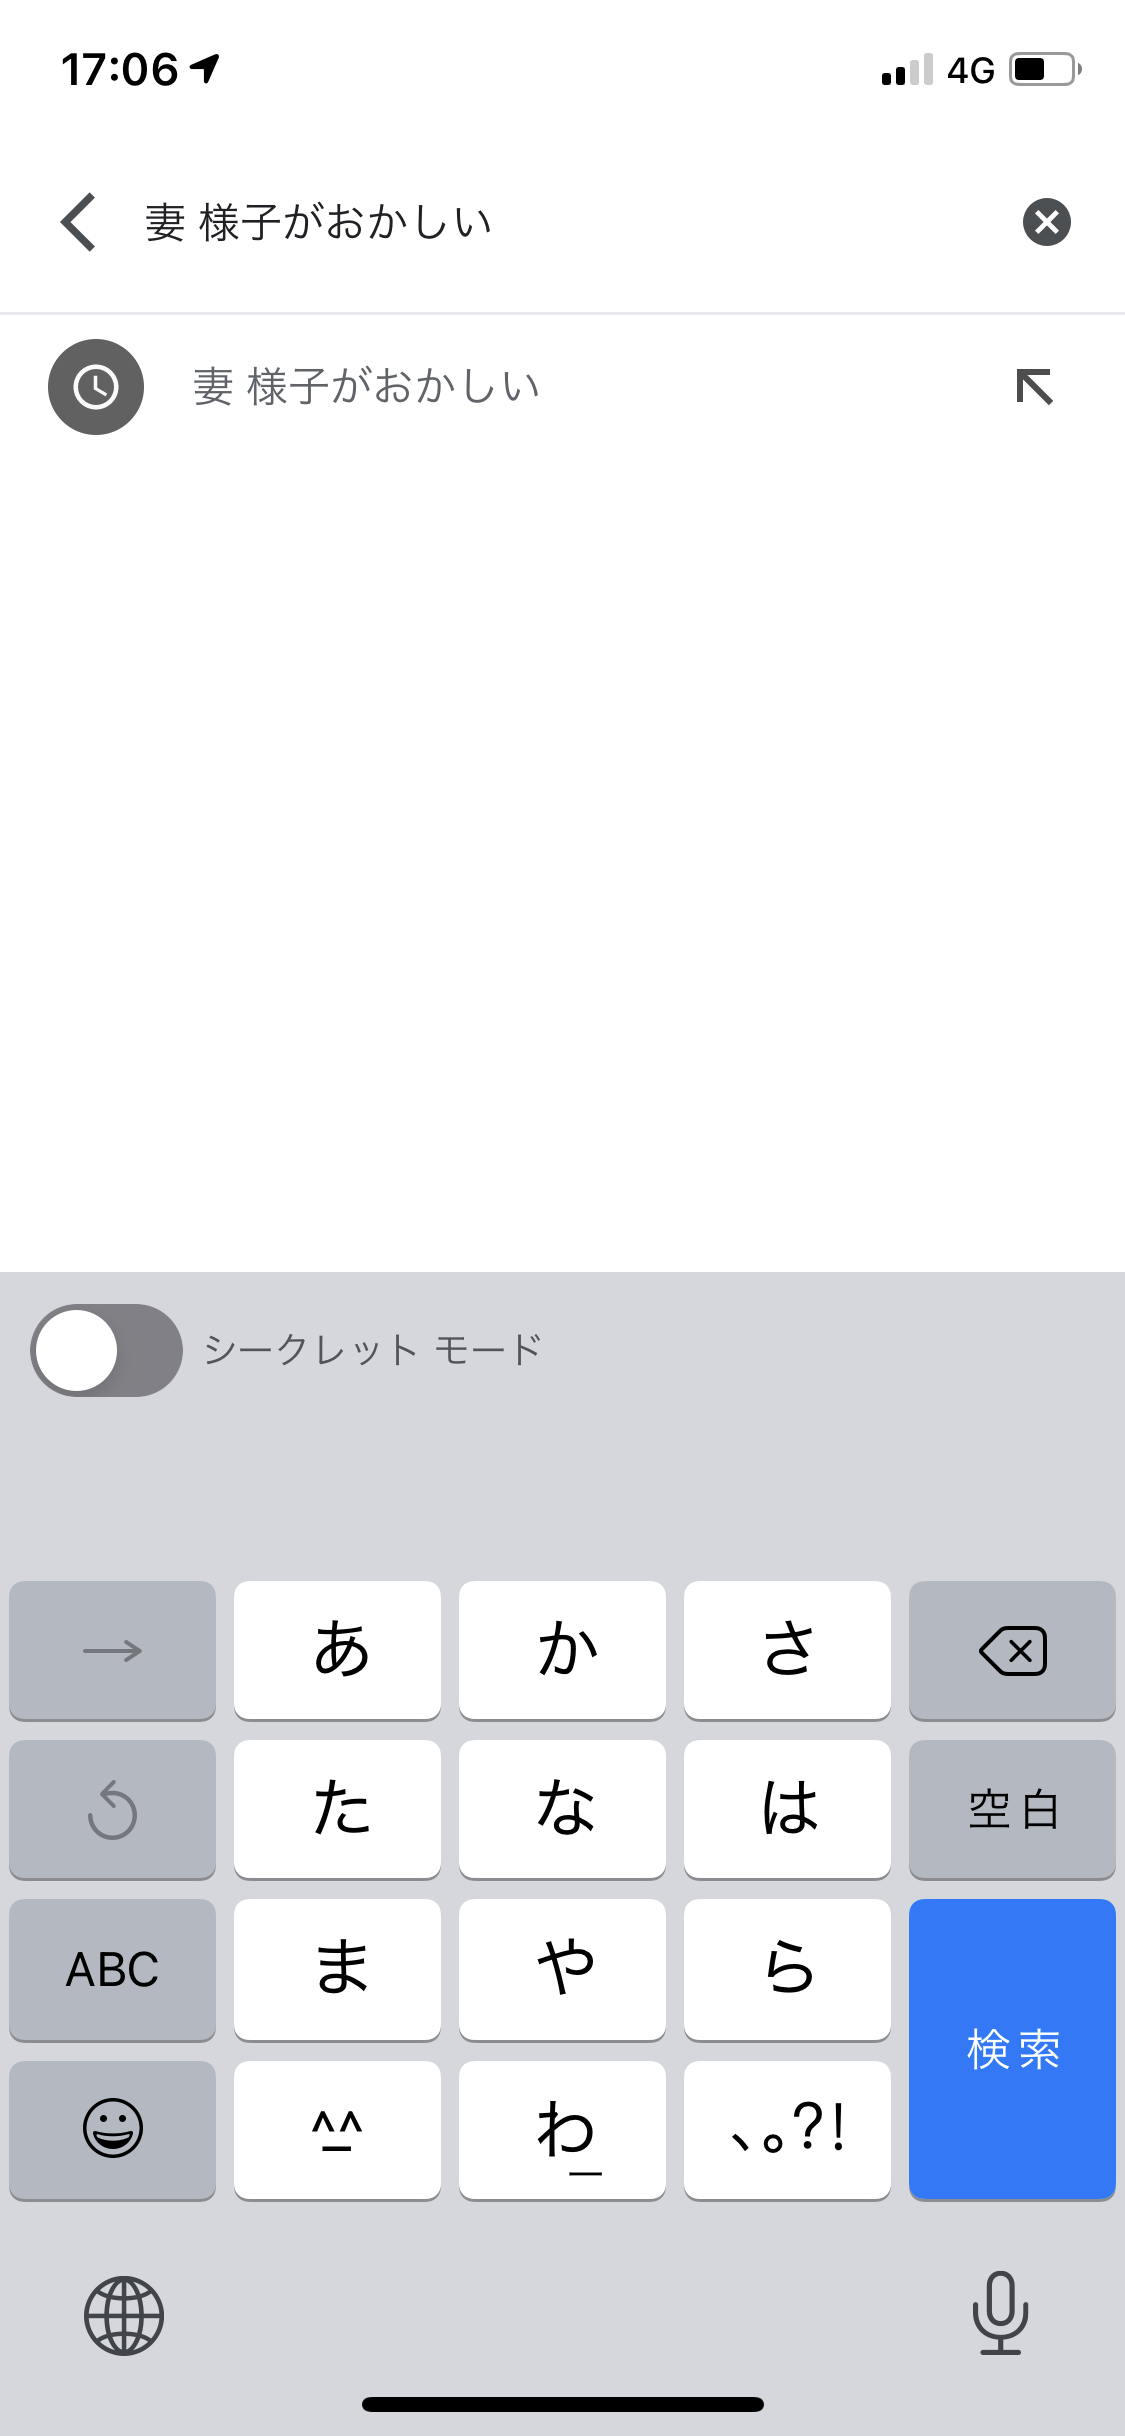 17:06 4G
妻 様子がおかしい
妻 様子がおかしい
シークレット モード
あ か さ
た な は 空白
ABC ま や ら
検索
^_^ わ_ 、。?!